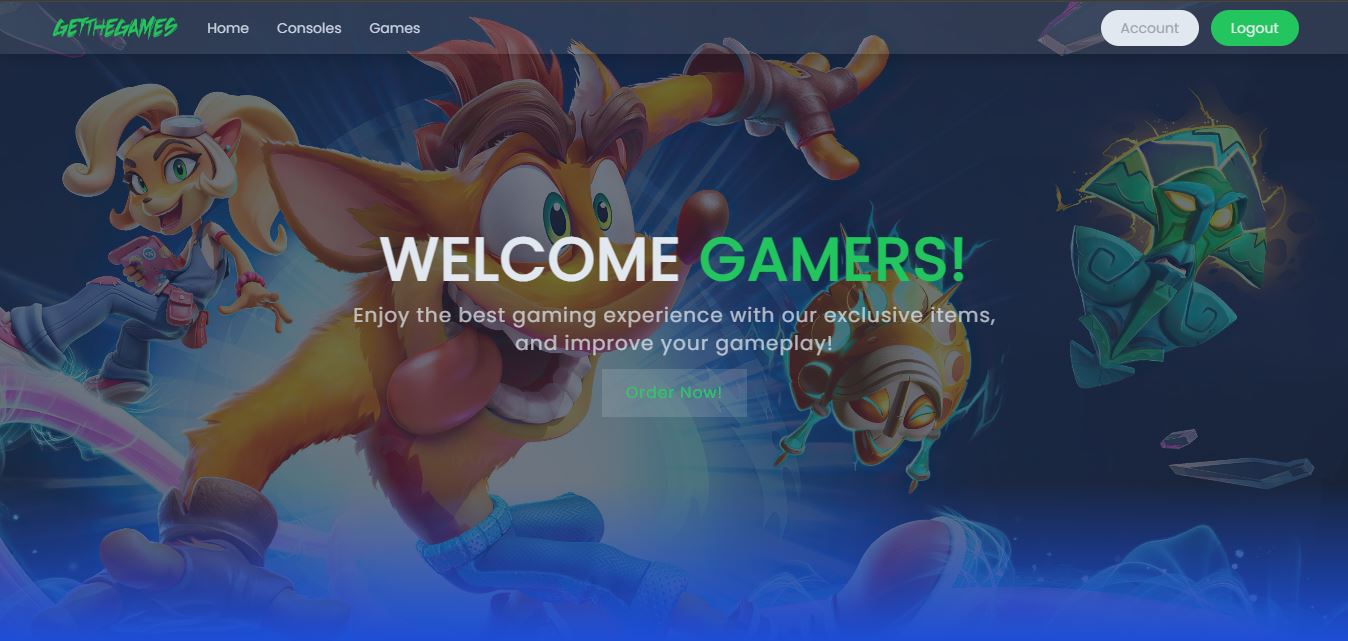 GETTHEGAMES Home Consoles Games Account Logout
WELCOME GAMERS!
Enjoy the best gaming experience with our exclusive items,
and improve your gameplay!
Order Now!